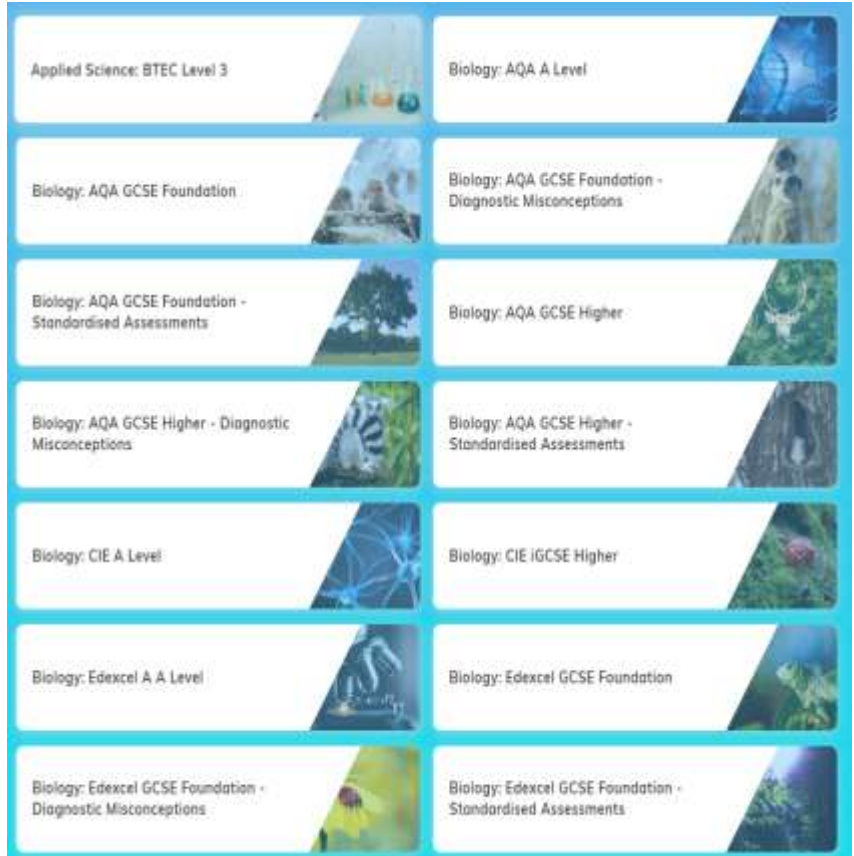 Applied Science: BTEC Level 3
Biology: AQA A Level
Biology: AQA GCSE Foundation
Biology: AQA GCSE Foundation -
Diagnostic Misconceptions
Biology: AQA GCSE Foundation -
Standardised Assessments
Biology: AQA GCSE Higher
Biology: AQA GCSE Higher - Diagnostic
Misconceptions
Biology: AQA GCSE Higher -
Standardised Assessments
Biology: CIE A Level
Biology: CIE iGCSE Higher
Biology: Edexcel A A Level
Biology: Edexcel GCSE Foundation
Biology: Edexcel GCSE Foundation -
Diagnostic Misconceptions
Biology: Edexcel GCSE Foundation -
Standardised Assessments